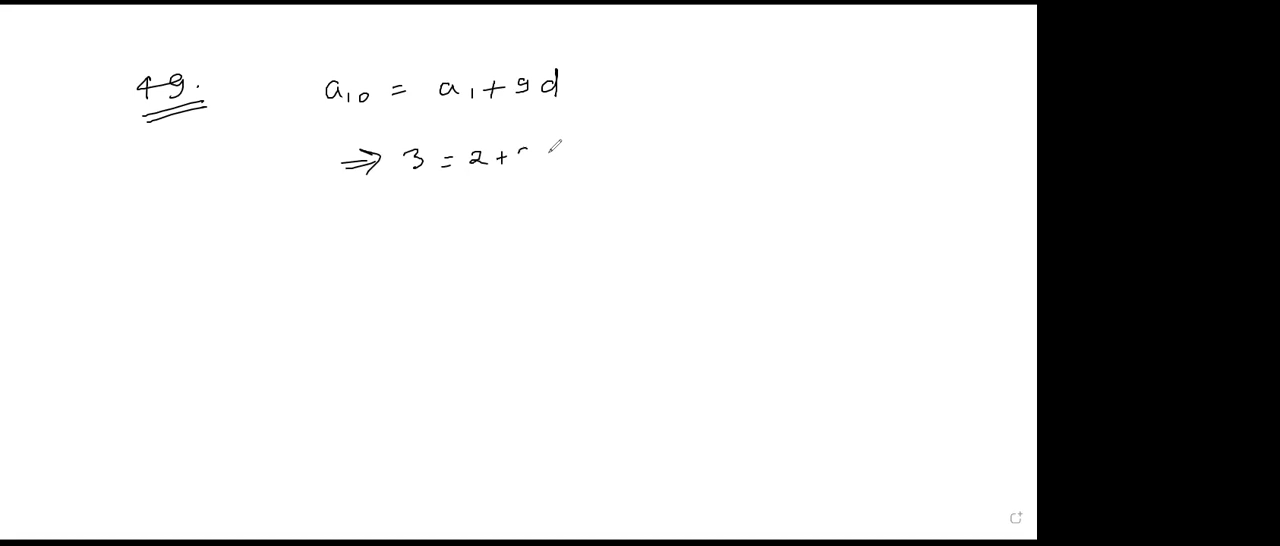 49. a₁₀ = a₁ + 9d
⇒ 3 = 2 +